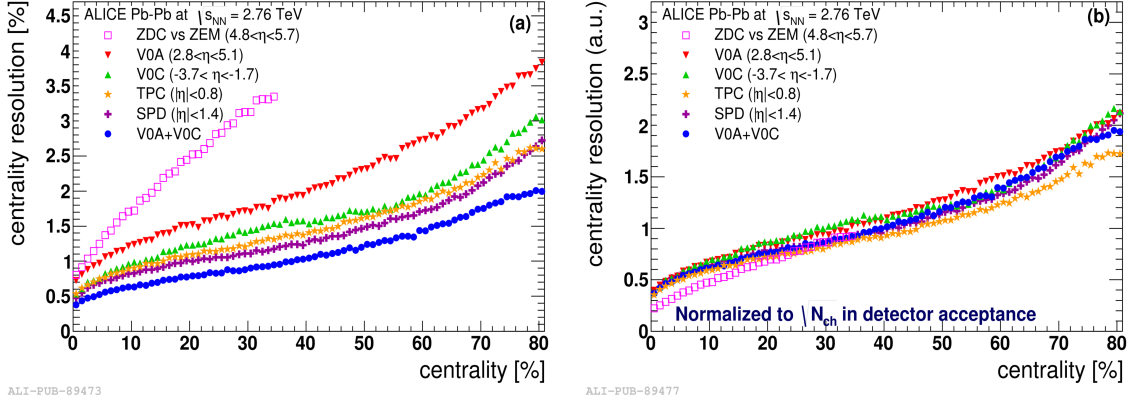 ALICE Pb-Pb at √s_NN = 2.76 TeV
(a)
ZDC vs ZEM (4.8<η<5.7)
V0A (2.8<η<5.1)
V0C (-3.7< η<-1.7)
TPC (|η|<0.8)
SPD (|η|<1.4)
V0A+V0C
centrality resolution [%]
4.5
4
3.5
3
2.5
2
1.5
1
0.5
0
0 10 20 30 40 50 60 70 80
centrality [%]
ALI-PUB-89473
ALICE Pb-Pb at √s_NN = 2.76 TeV
(b)
ZDC vs ZEM (4.8<η<5.7)
V0A (2.8<η<5.1)
V0C (-3.7< η<-1.7)
TPC (|η|<0.8)
SPD (|η|<1.4)
V0A+V0C
centrality resolution (a.u.)
3
2.5
2
1.5
1
0.5
0
Normalized to √N_ch in detector acceptance
0 10 20 30 40 50 60 70 80
centrality [%]
ALI-PUB-89477